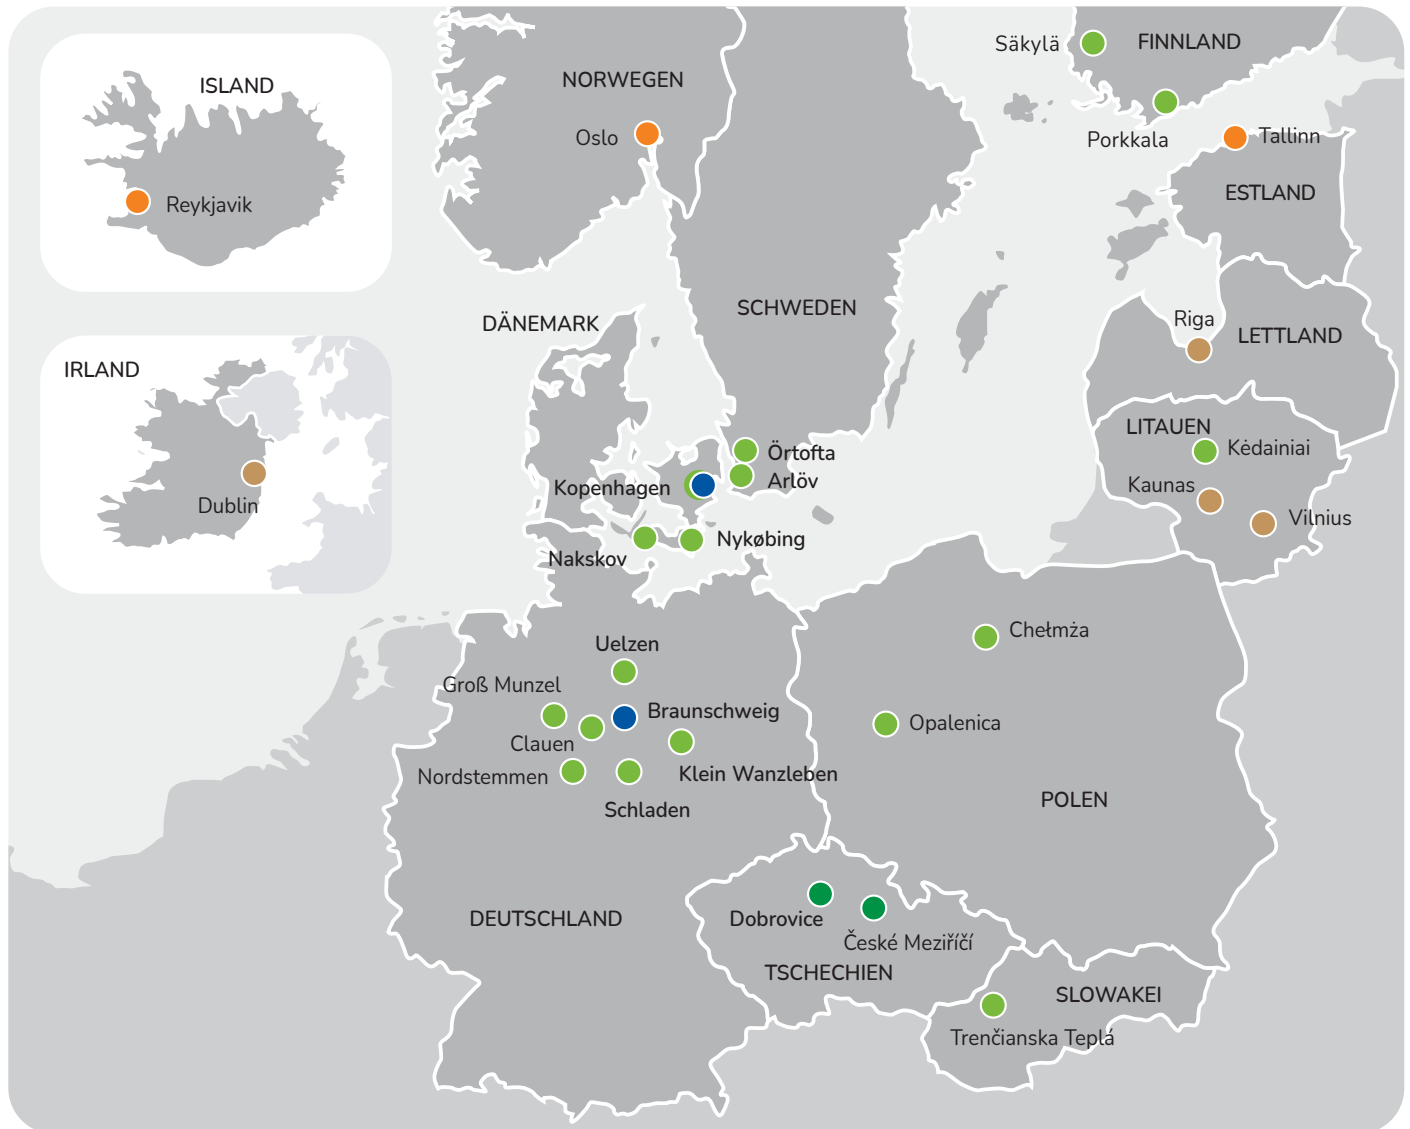 Säkylä
FINNLAND
NORWEGEN
ISLAND
Oslo
Porkkala
Tallinn
ESTLAND
Reykjavik
SCHWEDEN
DÄNEMARK
Riga
LETTLAND
IRLAND
LITAUEN
Kėdainiai
Örtofta
Arlöv
Kopenhagen
Kaunas
Dublin
Vilnius
Nykøbing
Nakskov
Chełmża
Uelzen
Groß Munzel
Braunschweig
Opalenica
Clauen
Klein Wanzleben
Nordstemmen
POLEN
Schladen
DEUTSCHLAND
Dobrovice
České Meziříčí
TSCHECHIEN
SLOWAKEI
Trenčianska Teplá